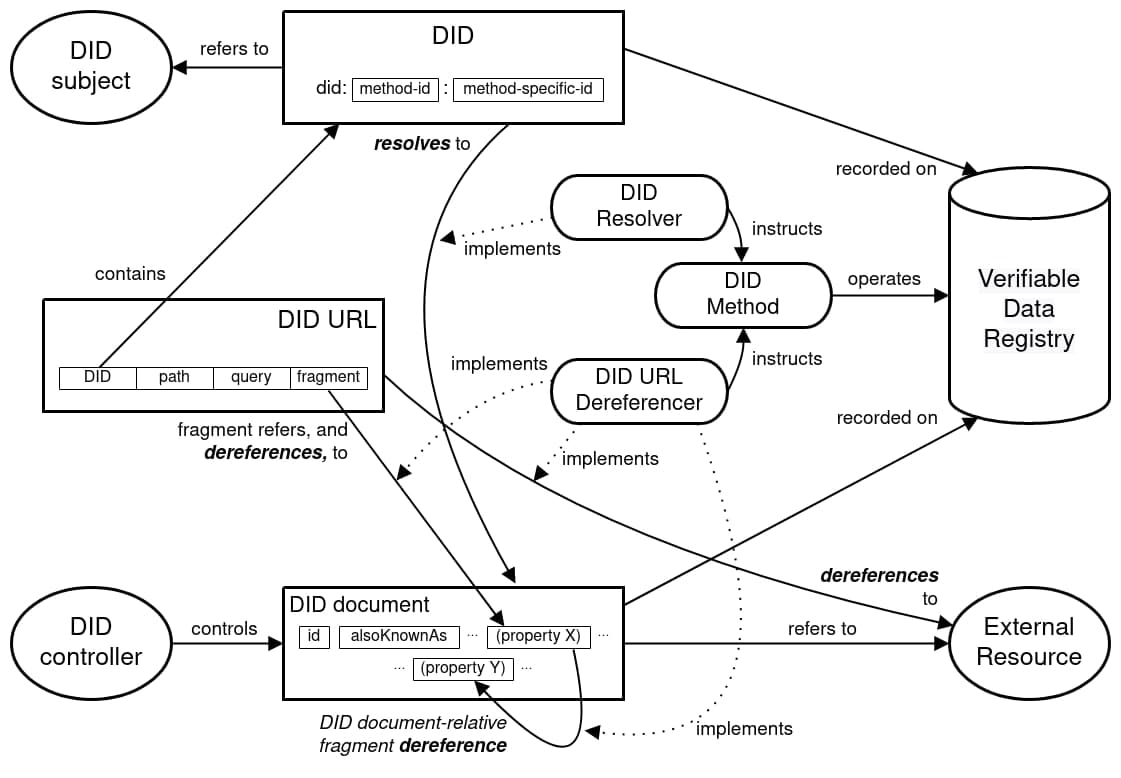 DID
subject
refers to
DID
did: method-id : method-specific-id
resolves to
recorded on
DID
Resolver
instructs
implements
DID
Method
operates
Verifiable
Data
Registry
contains
DID URL
DID path query fragment
implements
instructs
DID URL
Dereferencer
fragment refers, and
dereferences, to
implements
recorded on
dereferences
to
DID
controller
controls
DID document
id alsoKnownAs ... (property X) ...
... (property Y) ...
refers to
External
Resource
DID document-relative
fragment dereference
implements